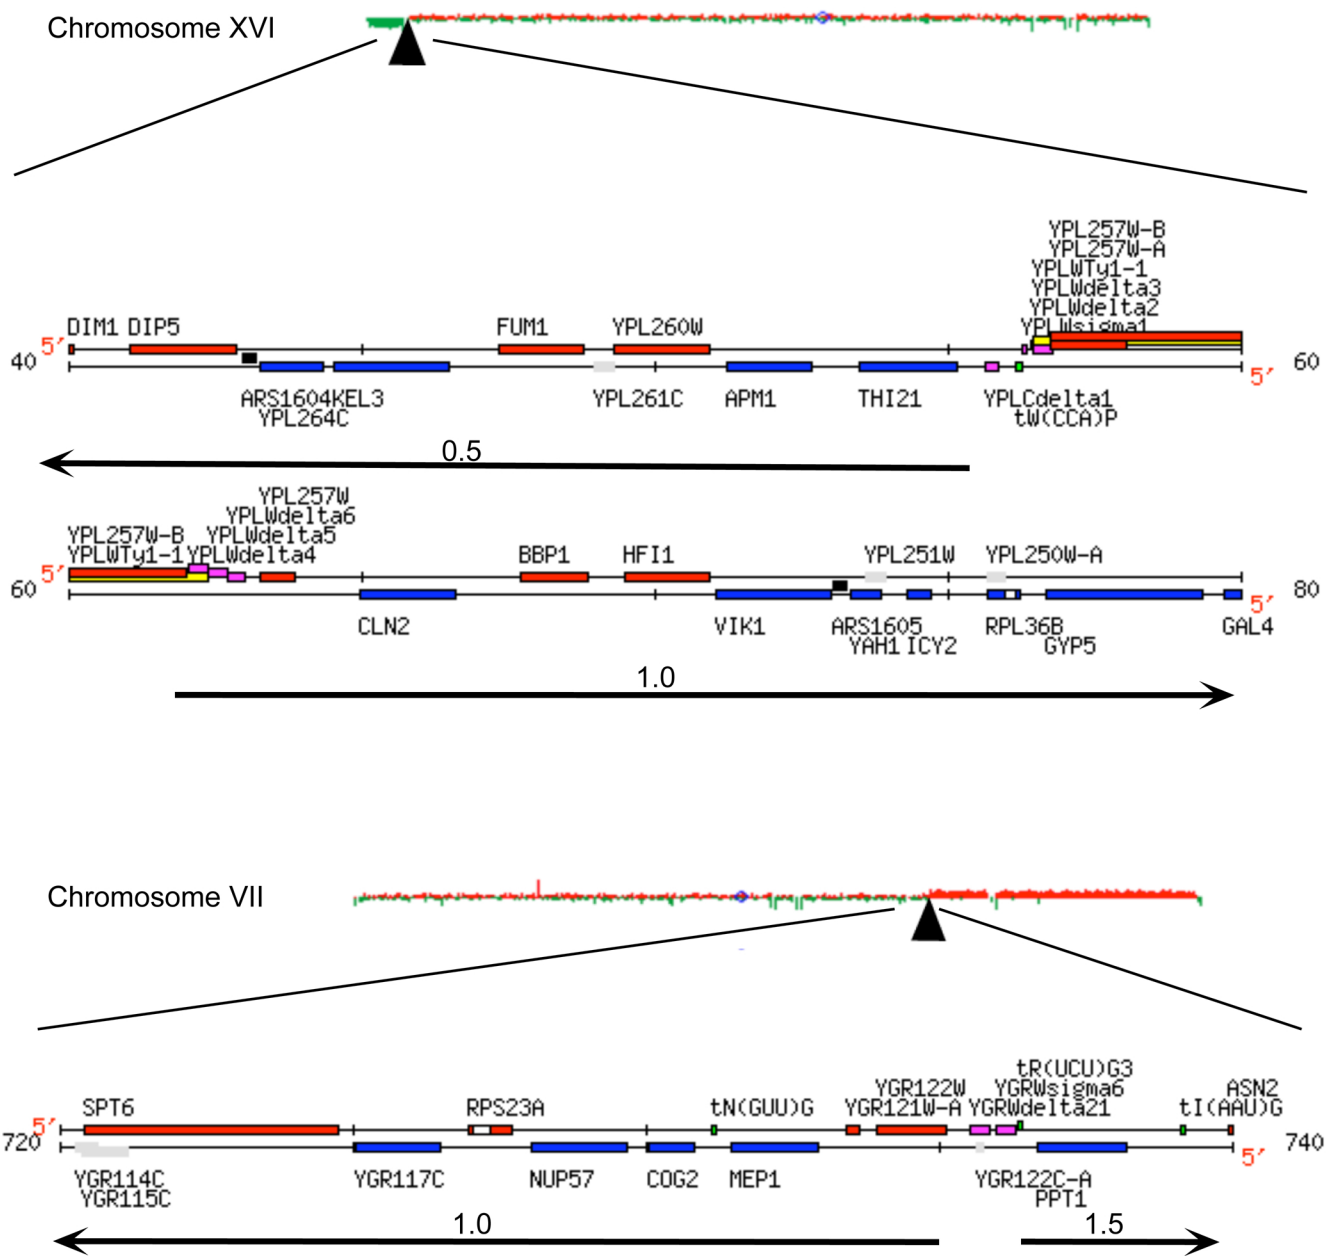 Chromosome XVI
YPL257W-B
YPL257W-A
YPLWTy1-1
YPLWdelta3
YPLWdelta2
DIM1 DIP5 FUM1 YPL260W YPLWsigma1
5′
40 60
5′
ARS1604KEL3 YPL261C APM1 THI21 YPLCdelta1
YPL264C tW(CCA)P
0.5
YPL257W
YPLWdelta6
YPL257W-B YPLWdelta5
YPLWTy1-1YPLWdelta4 BBP1 HFI1 YPL251W YPL250W-A
5′
60 80
5′
CLN2 VIK1 ARS1605 RPL36B GAL4
YAH1 ICY2 GYP5
1.0
Chromosome VII
tR(UCU)G3
YGR122W YGRWsigma6 ASN2
SPT6 RPS23A tN(GUU)G YGR121W-A YGRWdelta21 tI(AAU)G
5′
720 740
5′
YGR114C YGR117C NUP57 COG2 MEP1 YGR122C-A
YGR115C PPT1
1.0 1.5